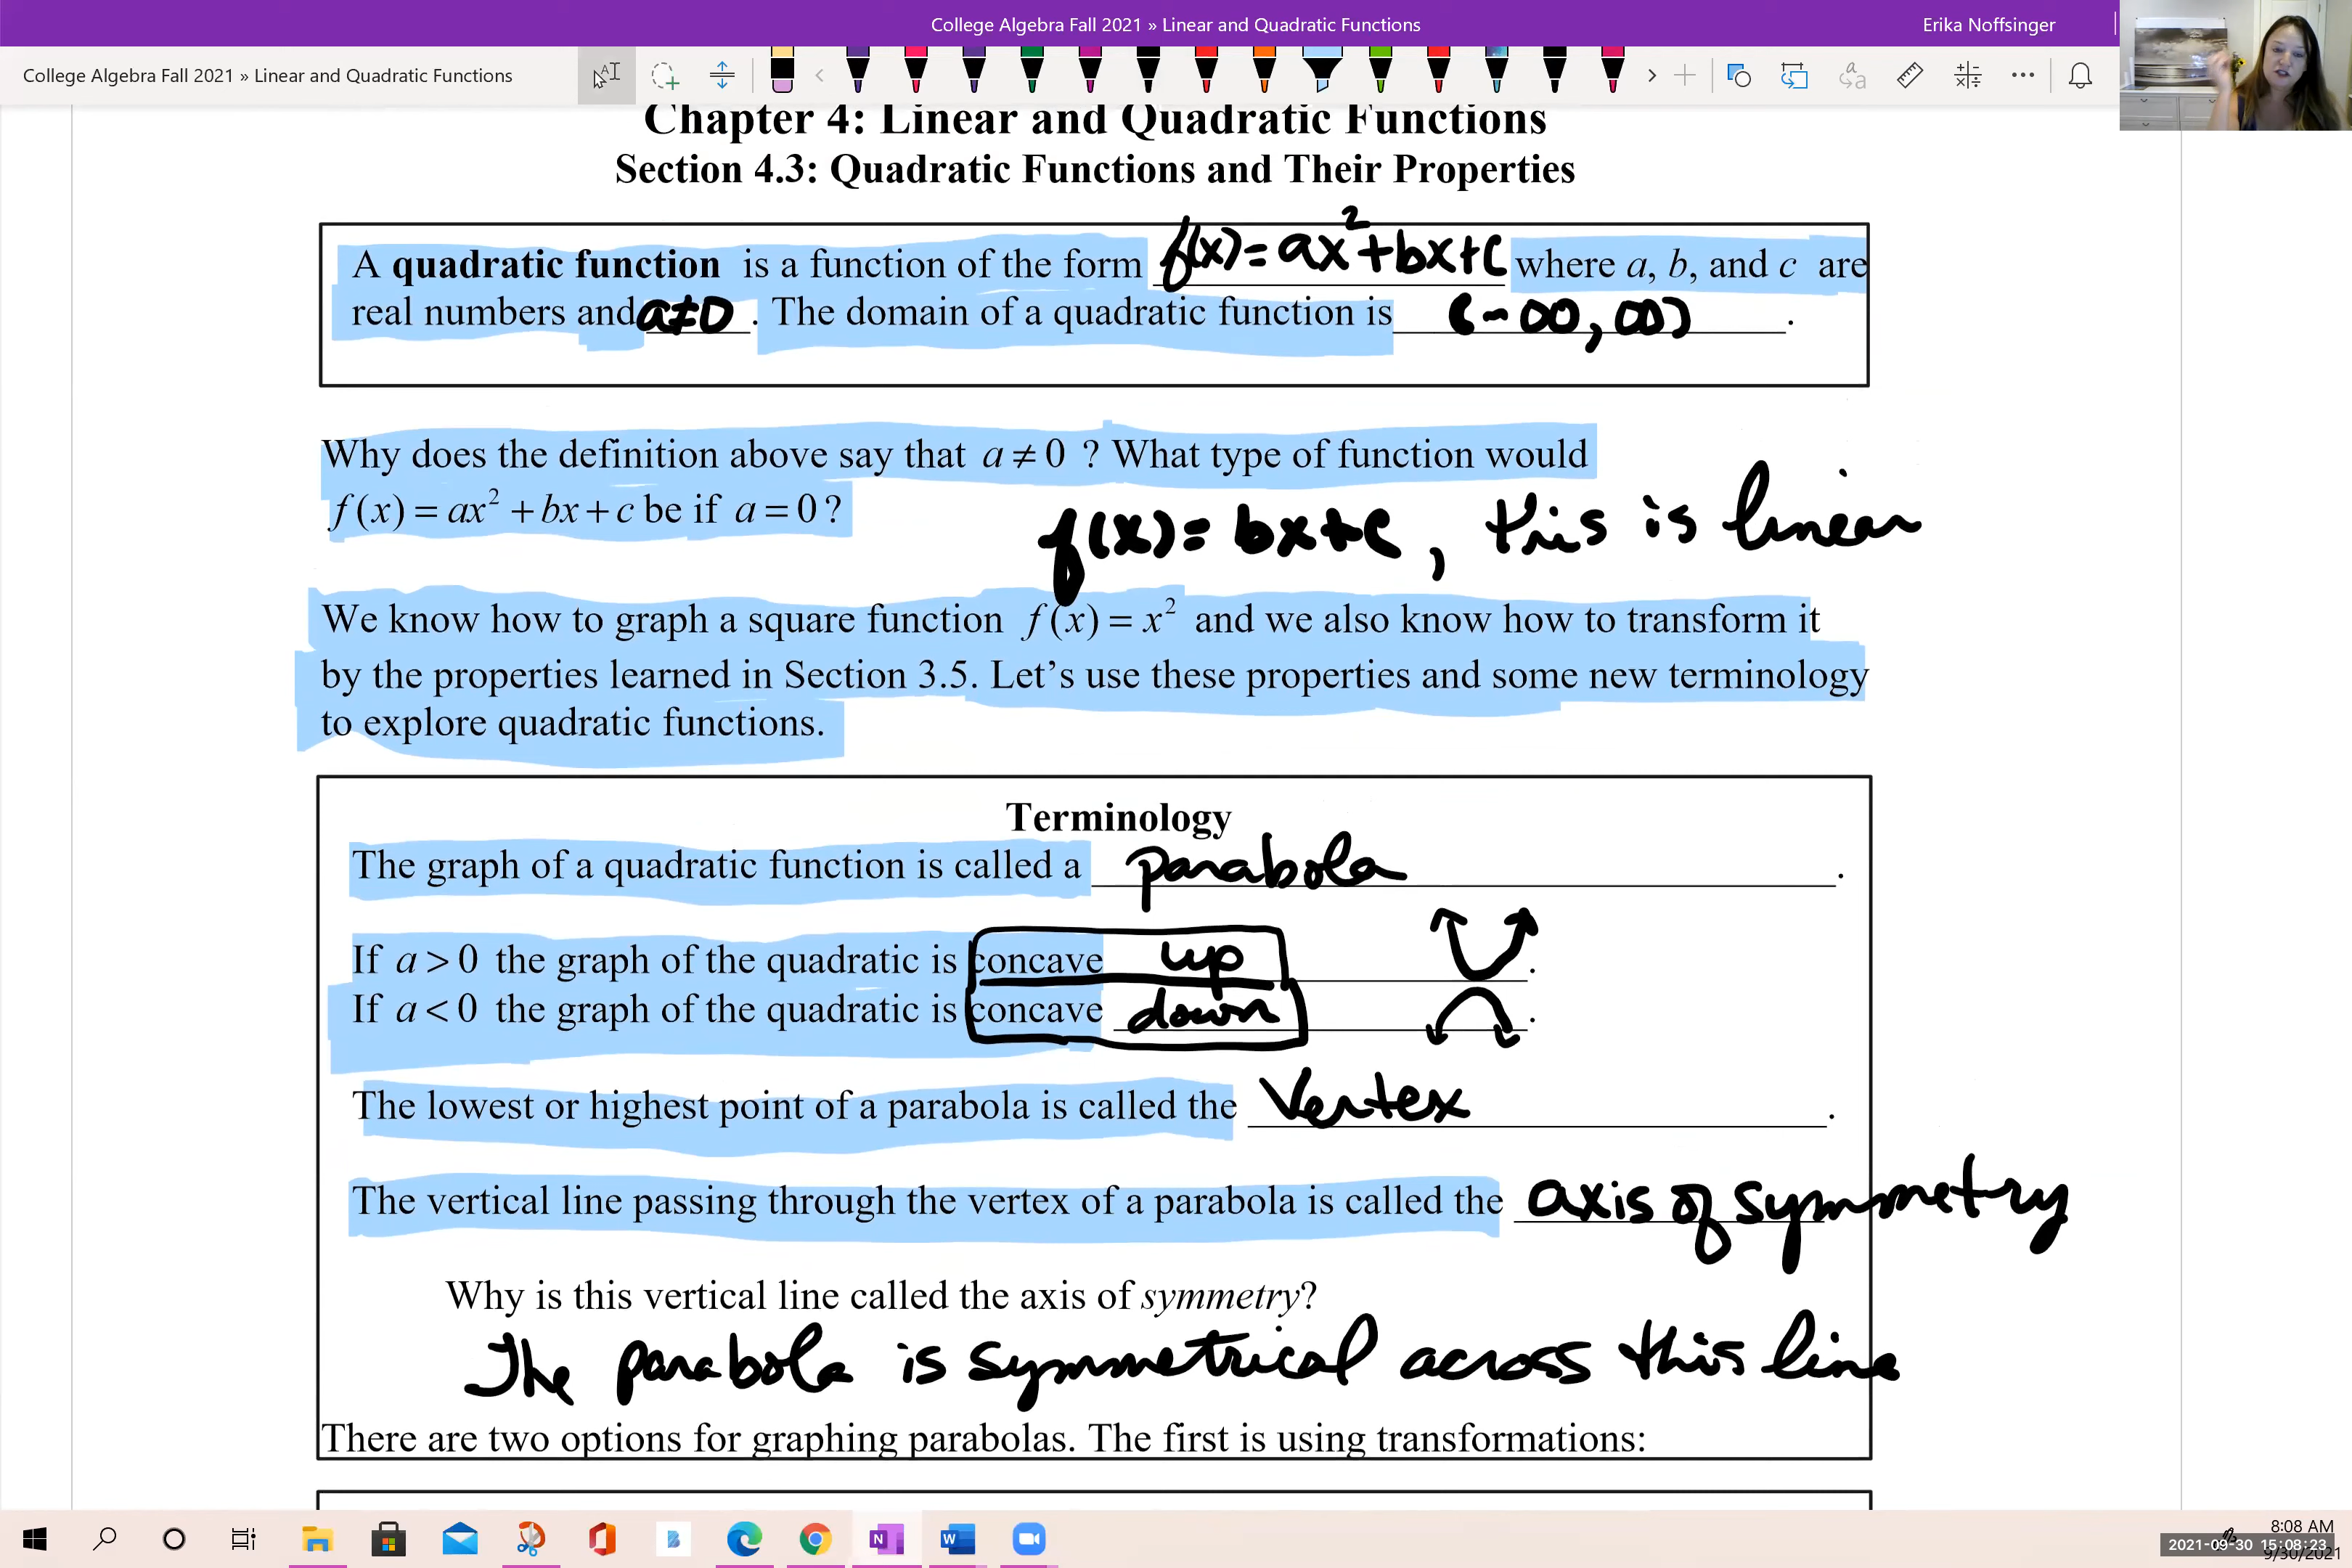 College Algebra Fall 2021 » Linear and Quadratic Functions
Erika Noffsinger
College Algebra Fall 2021 » Linear and Quadratic Functions
Chapter 4: Linear and Quadratic Functions
Section 4.3: Quadratic Functions and Their Properties
A quadratic function is a function of the form f(x)=ax²+bx+c where a, b, and c are
real numbers and a≠0. The domain of a quadratic function is (-∞,∞).
Why does the definition above say that a ≠ 0 ? What type of function would
f(x) = ax² + bx + c be if a = 0?
f(x)= bx+c, this is linear
We know how to graph a square function f(x) = x² and we also know how to transform it
by the properties learned in Section 3.5. Let's use these properties and some new terminology
to explore quadratic functions.
Terminology
The graph of a quadratic function is called a parabola.
If a > 0 the graph of the quadratic is concave up.
If a < 0 the graph of the quadratic is concave down.
The lowest or highest point of a parabola is called the Vertex.
The vertical line passing through the vertex of a parabola is called the axis of symmetry
Why is this vertical line called the axis of symmetry?
The parabola is symmetrical across this line
There are two options for graphing parabolas. The first is using transformations:
8:08 AM
2021-09-30 15:08:23
9/30/2021